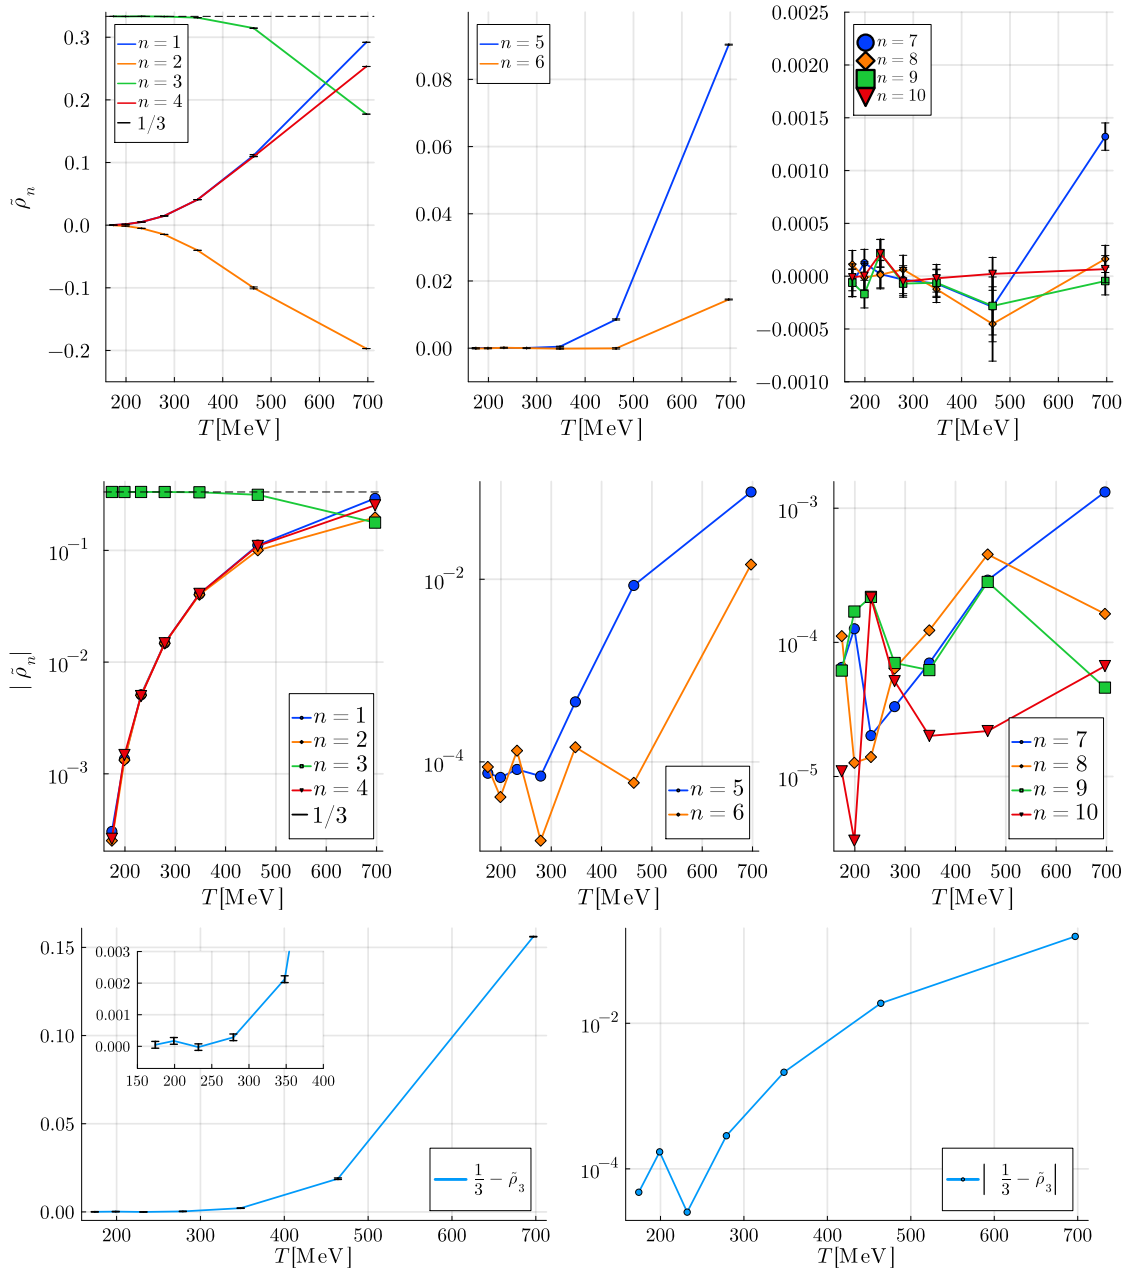 0.3
0.2
0.1
0.0
−0.1
−0.2
ρ̃ₙ
n = 1
n = 2
n = 3
n = 4
1/3
200 300 400 500 600 700
T[MeV]
0.08
0.06
0.04
0.02
0.00
n = 5
n = 6
200 300 400 500 600 700
T[MeV]
0.0025
0.0020
0.0015
0.0010
0.0005
0.0000
−0.0005
−0.0010
n = 7
n = 8
n = 9
n = 10
200 300 400 500 600 700
T[MeV]
10⁻¹
10⁻²
10⁻³
|ρ̃ₙ|
n = 1
n = 2
n = 3
n = 4
1/3
200 300 400 500 600 700
T[MeV]
10⁻²
10⁻⁴
n = 5
n = 6
200 300 400 500 600 700
T[MeV]
10⁻³
10⁻⁴
10⁻⁵
n = 7
n = 8
n = 9
n = 10
200 300 400 500 600 700
T[MeV]
0.15
0.10
0.05
0.00
0.003
0.002
0.001
0.000
150 200 250 300 350 400
1/3 − ρ̃₃
200 300 400 500 600 700
T[MeV]
10⁻²
10⁻⁴
|1/3 − ρ̃₃|
200 300 400 500 600 700
T[MeV]